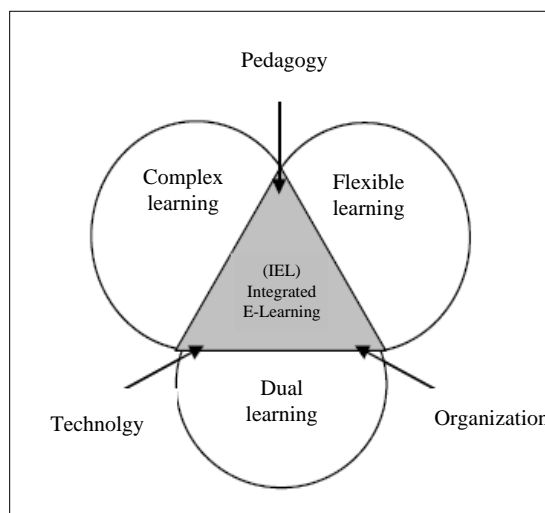 Pedagogy
Complex
learning
Flexible
learning
(IEL)
Integrated
E-Learning
Dual
learning
Technolgy
Organization